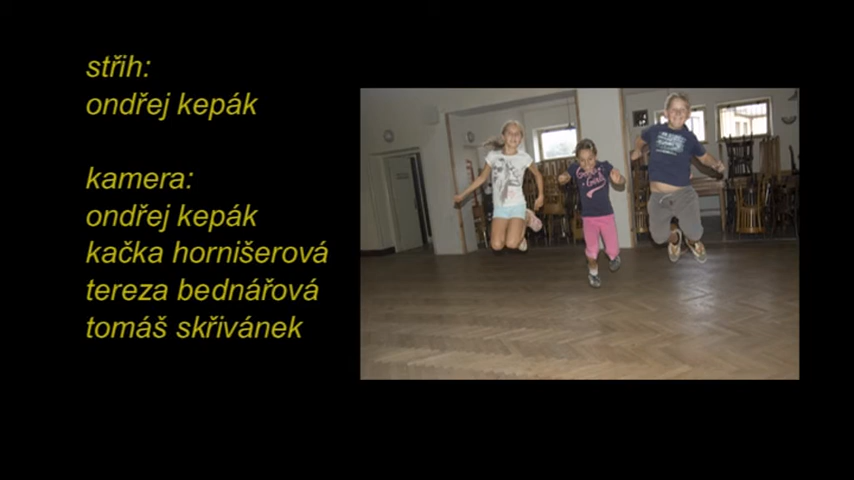 střih:
ondřej kepák
kamera:
ondřej kepák
kačka hornišerová
tereza bednářová
tomáš skřivánek